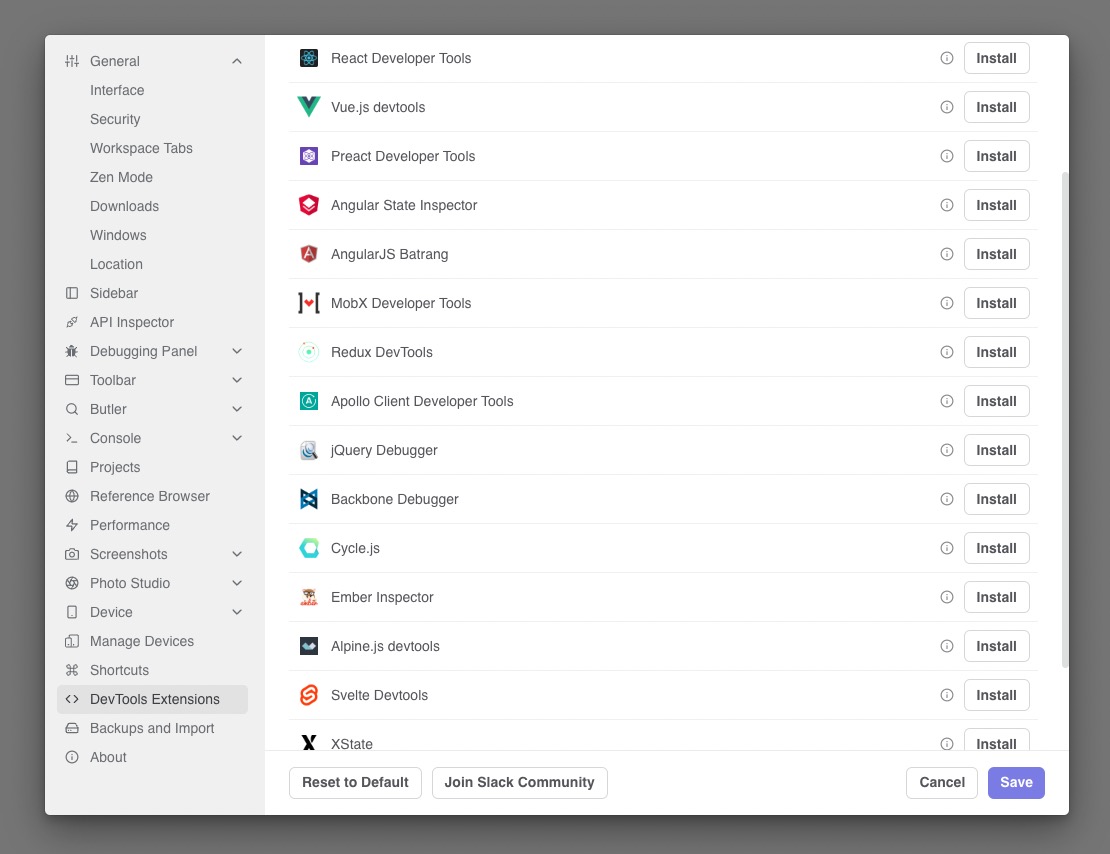 General
Interface
Security
Workspace Tabs
Zen Mode
Downloads
Windows
Location
Sidebar
API Inspector
Debugging Panel
Toolbar
Butler
Console
Projects
Reference Browser
Performance
Screenshots
Photo Studio
Device
Manage Devices
Shortcuts
DevTools Extensions
Backups and Import
About
React Developer Tools Install
Vue.js devtools Install
Preact Developer Tools Install
Angular State Inspector Install
AngularJS Batrang Install
MobX Developer Tools Install
Redux DevTools Install
Apollo Client Developer Tools Install
jQuery Debugger Install
Backbone Debugger Install
Cycle.js Install
Ember Inspector Install
Alpine.js devtools Install
Svelte Devtools Install
XState Install
Reset to Default Join Slack Community Cancel Save